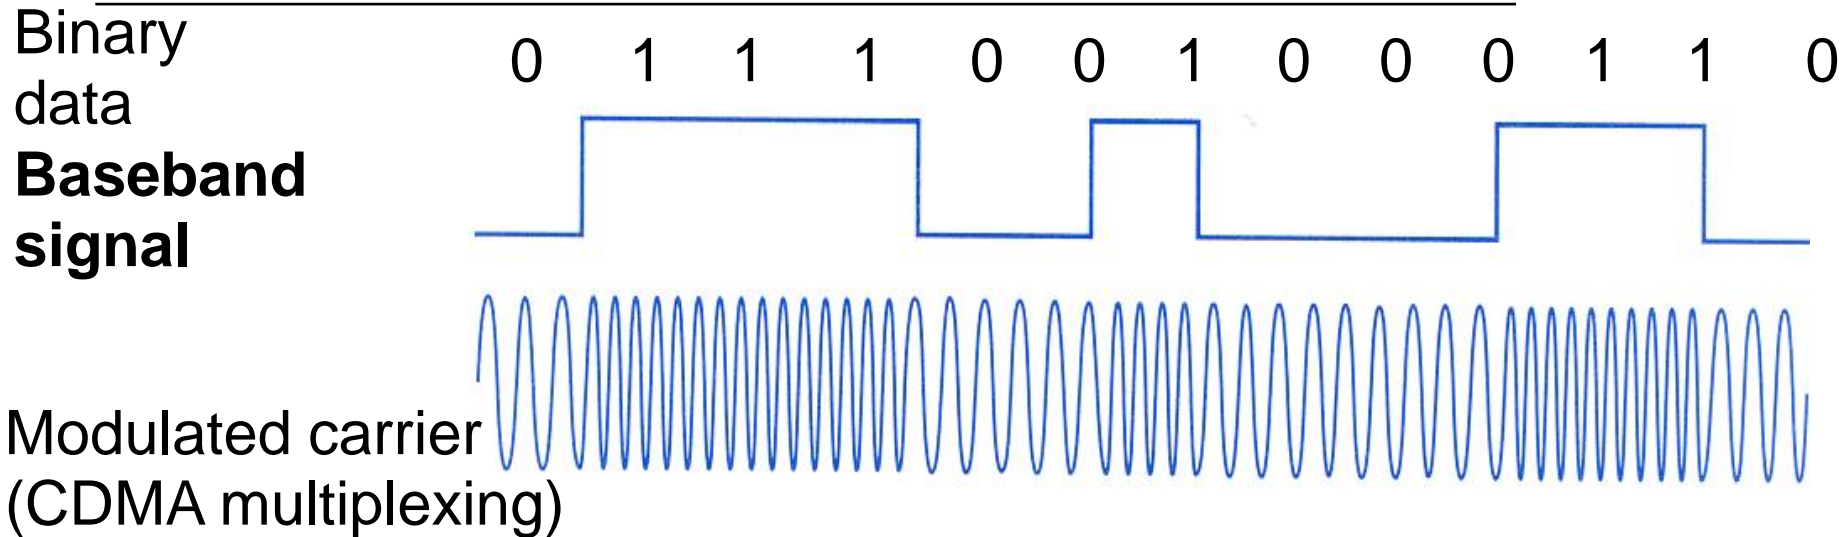 Binary
0 1 1 1 0 0 1 0 0 0 1 1 0
data
Baseband
signal
Modulated carrier
(CDMA multiplexing)